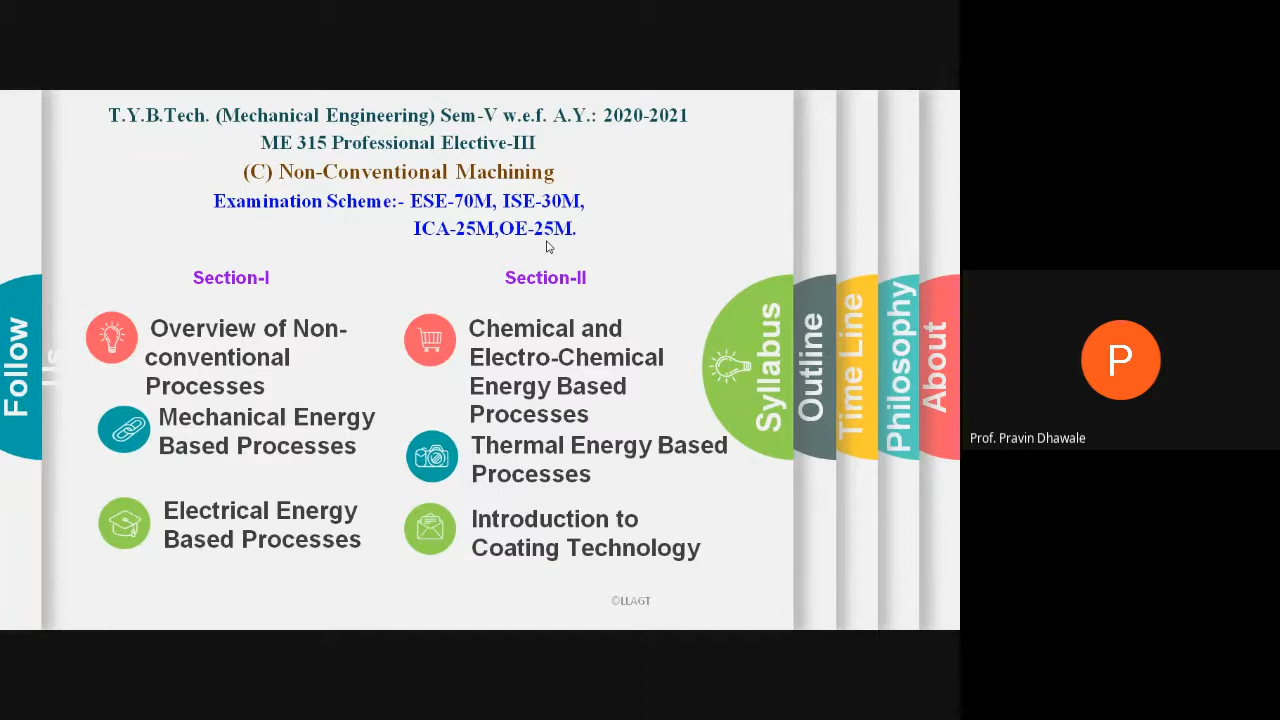 T.Y.B.Tech. (Mechanical Engineering) Sem-V w.e.f. A.Y.: 2020-2021
ME 315 Professional Elective-III
(C) Non-Conventional Machining
Examination Scheme:- ESE-70M, ISE-30M,
ICA-25M,OE-25M.
Section-I
Overview of Non-
conventional
Processes
Mechanical Energy
Based Processes
Electrical Energy
Based Processes
Section-II
Chemical and
Electro-Chemical
Energy Based
Processes
Thermal Energy Based
Processes
Introduction to
Coating Technology
©LLAGT
Follow
Us
Syllabus
Outline
Time Line
Philosophy
About
P
Prof. Pravin Dhawale